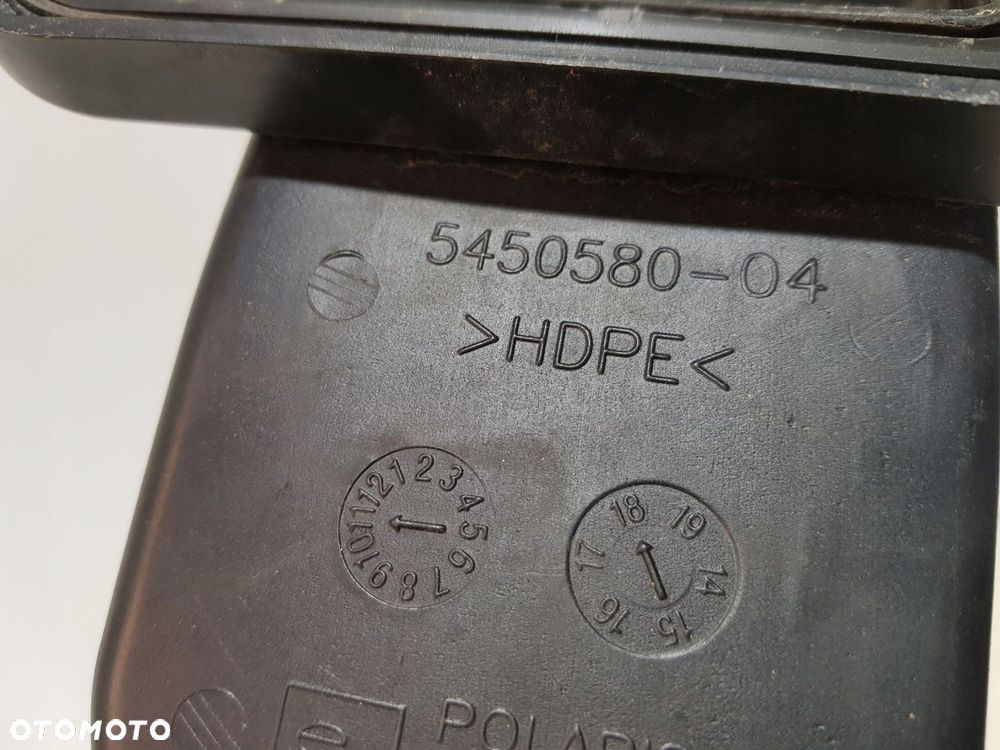 5450580-04
>HDPE<
1 2 3 4 5 6 7 8 9 10 11 12
14 15 16 17 18 19
e
POLARIS
OTOMOTO